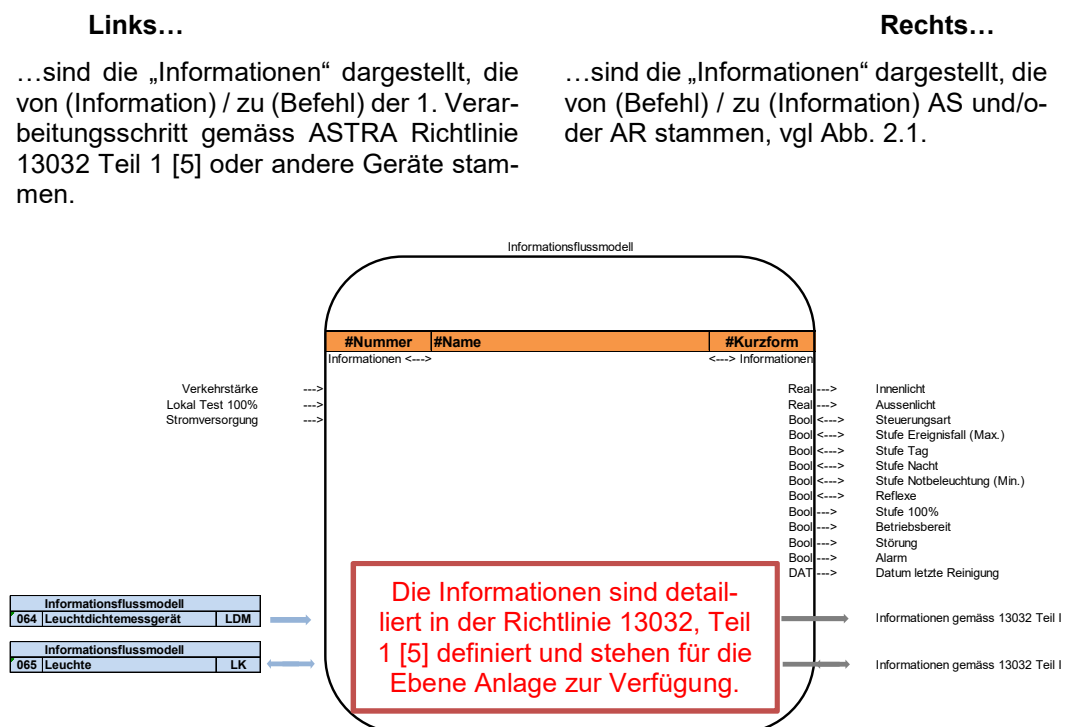 Links…
…sind die „Informationen“ dargestellt, die
von (Information) / zu (Befehl) der 1. Verar-
beitungsschritt gemäss ASTRA Richtlinie
13032 Teil 1 [5] oder andere Geräte stam-
men.
Rechts…
…sind die „Informationen“ dargestellt, die
von (Befehl) / zu (Information) AS und/o-
der AR stammen, vgl Abb. 2.1.
Informationsflussmodell
#Nummer #Name #Kurzform
Informationen <---> <---> Informationen
Verkehrstärke --->
Lokal Test 100% --->
Stromversorgung --->
Real ---> Innenlicht
Real ---> Aussenlicht
Bool <---> Steuerungsart
Bool <---> Stufe Ereignisfall (Max.)
Bool <---> Stufe Tag
Bool <---> Stufe Nacht
Bool <---> Stufe Notbeleuchtung (Min.)
Bool <---> Reflexe
Bool ---> Stufe 100%
Bool ---> Betriebsbereit
Bool ---> Störung
Bool ---> Alarm
DAT ---> Datum letzte Reinigung
Die Informationen sind detail-
liert in der Richtlinie 13032, Teil
1 [5] definiert und stehen für die
Ebene Anlage zur Verfügung.
Informationsflussmodell
064 Leuchtdichtemessgerät LDM
Informationen gemäss 13032 Teil I
Informationsflussmodell
065 Leuchte LK
Informationen gemäss 13032 Teil I